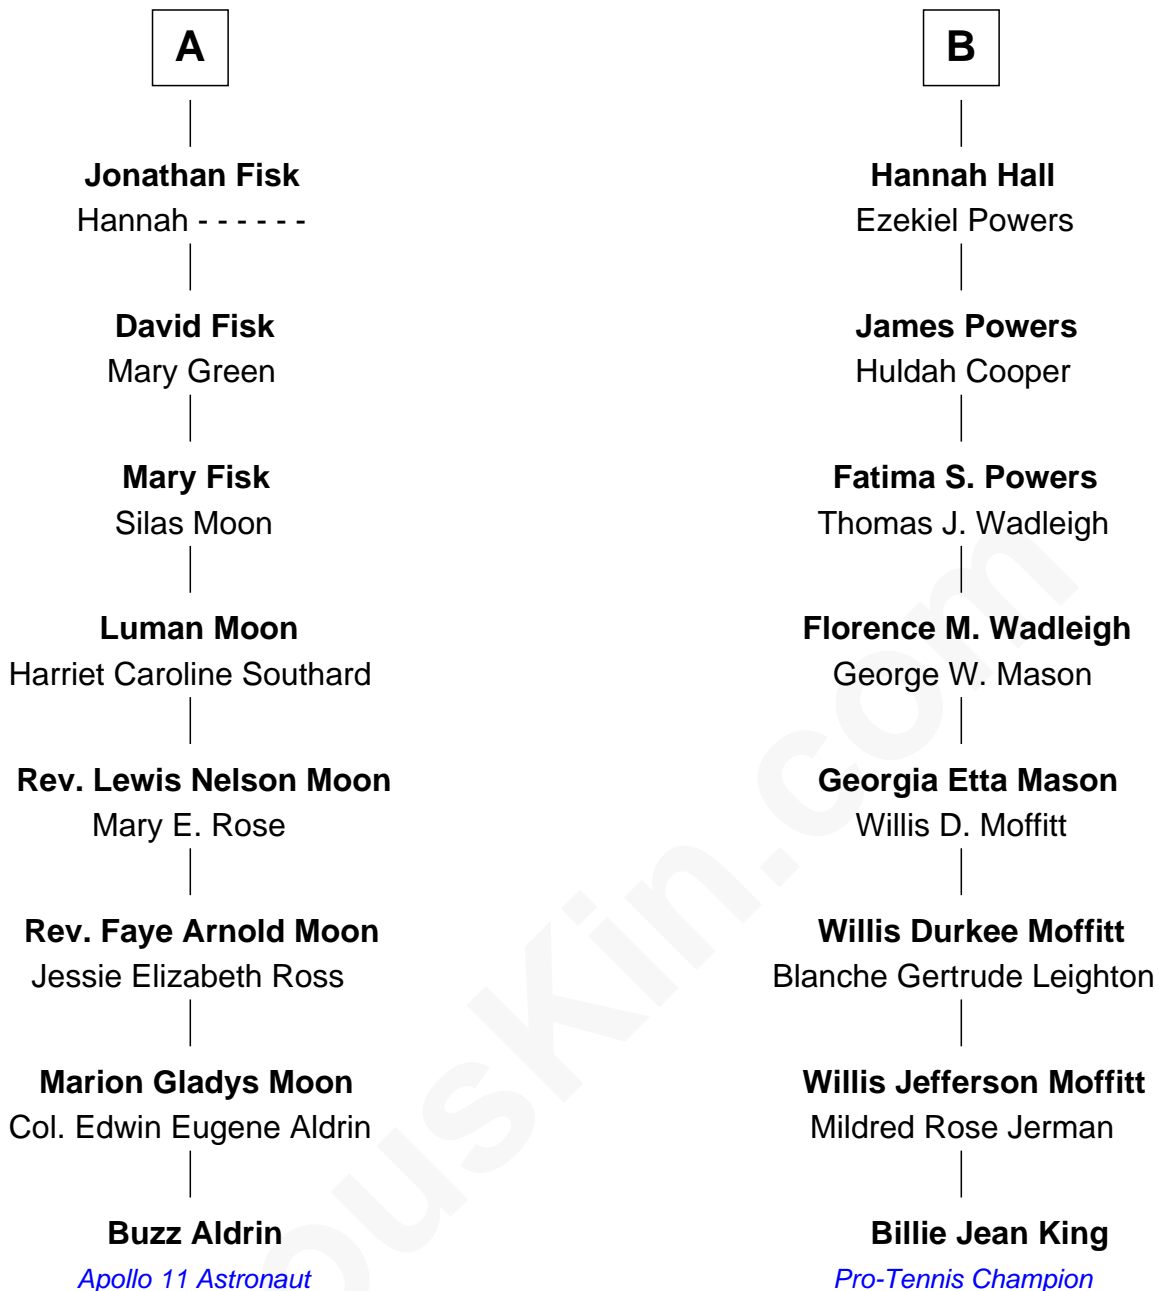 A
Jonathan Fisk
Hannah - - - - - -
David Fisk
Mary Green
Mary Fisk
Silas Moon
Luman Moon
Harriet Caroline Southard
Rev. Lewis Nelson Moon
Mary E. Rose
Rev. Faye Arnold Moon
Jessie Elizabeth Ross
Marion Gladys Moon
Col. Edwin Eugene Aldrin
Buzz Aldrin
Apollo 11 Astronaut
B
Hannah Hall
Ezekiel Powers
James Powers
Huldah Cooper
Fatima S. Powers
Thomas J. Wadleigh
Florence M. Wadleigh
George W. Mason
Georgia Etta Mason
Willis D. Moffitt
Willis Durkee Moffitt
Blanche Gertrude Leighton
Willis Jefferson Moffitt
Mildred Rose Jerman
Billie Jean King
Pro-Tennis Champion
ousKin.com